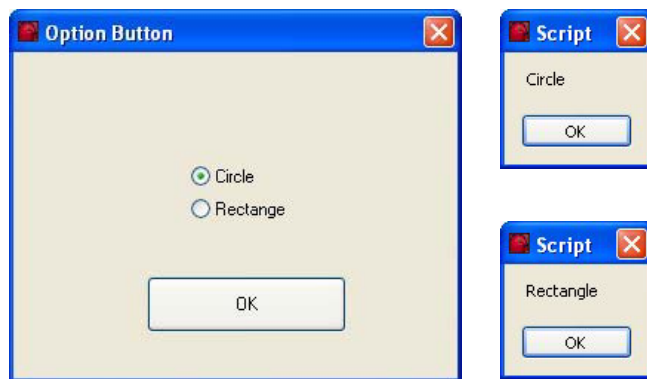 Option Button
Circle
Rectange
OK
Script
Circle
OK
Script
Rectangle
OK